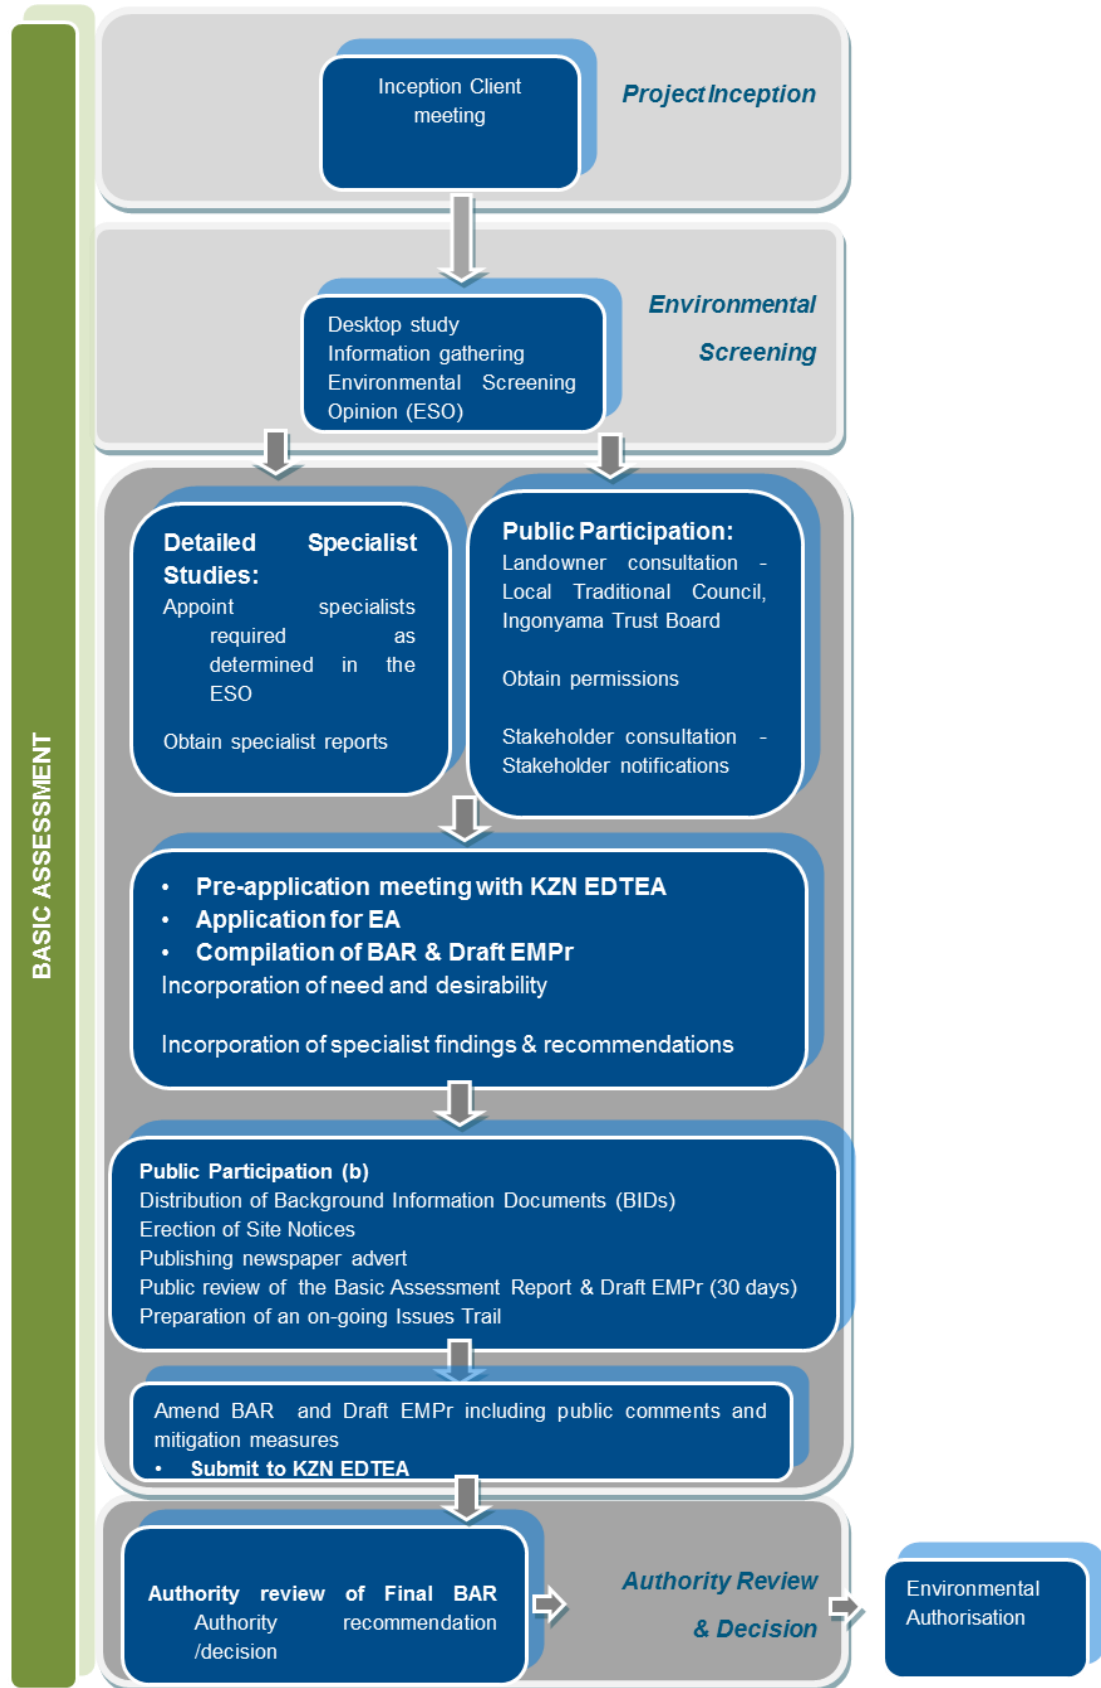 BASIC ASSESSMENT
Inception Client
meeting
Project Inception
Desktop study
Information gathering
Environmental Screening
Opinion (ESO)
Environmental
Screening
Detailed Specialist
Studies:
Appoint specialists
required as
determined in the
ESO
Obtain specialist reports
Public Participation:
Landowner consultation -
Local Traditional Council,
Ingonyama Trust Board
Obtain permissions
Stakeholder consultation -
Stakeholder notifications
• Pre-application meeting with KZN EDTEA
• Application for EA
• Compilation of BAR & Draft EMPr
Incorporation of need and desirability
Incorporation of specialist findings & recommendations
Public Participation (b)
Distribution of Background Information Documents (BIDs)
Erection of Site Notices
Publishing newspaper advert
Public review of the Basic Assessment Report & Draft EMPr (30 days)
Preparation of an on-going Issues Trail
Amend BAR and Draft EMPr including public comments and
mitigation measures
• Submit to KZN EDTEA
Authority review of Final BAR
Authority recommendation
/decision
Authority Review
& Decision
Environmental
Authorisation